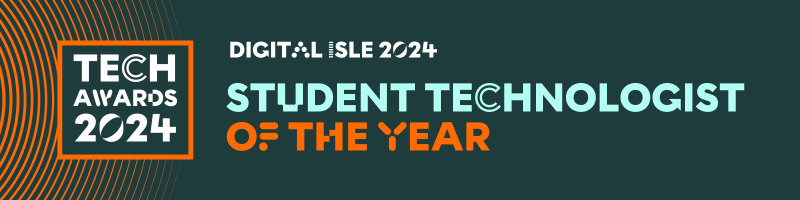 TECH
AWARDS
2024
DIGITAL ISLE 2024
STUDENT TECHNOLOGIST
OF THE YEAR